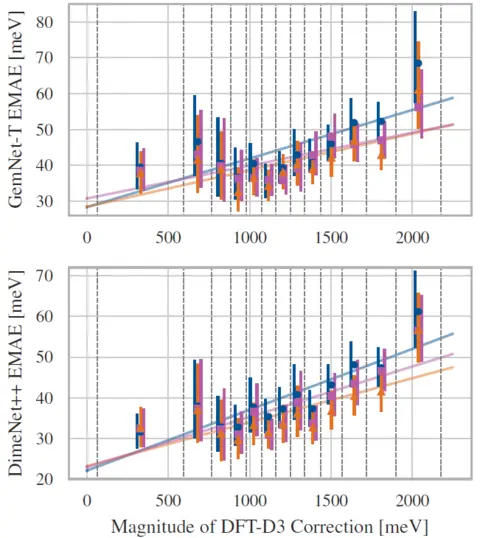 GemNet-T EMAE [meV]
80
70
60
50
40
30
0 500 1000 1500 2000
DimeNet++ EMAE [meV]
70
60
50
40
30
20
0 500 1000 1500 2000
Magnitude of DFT-D3 Correction [meV]